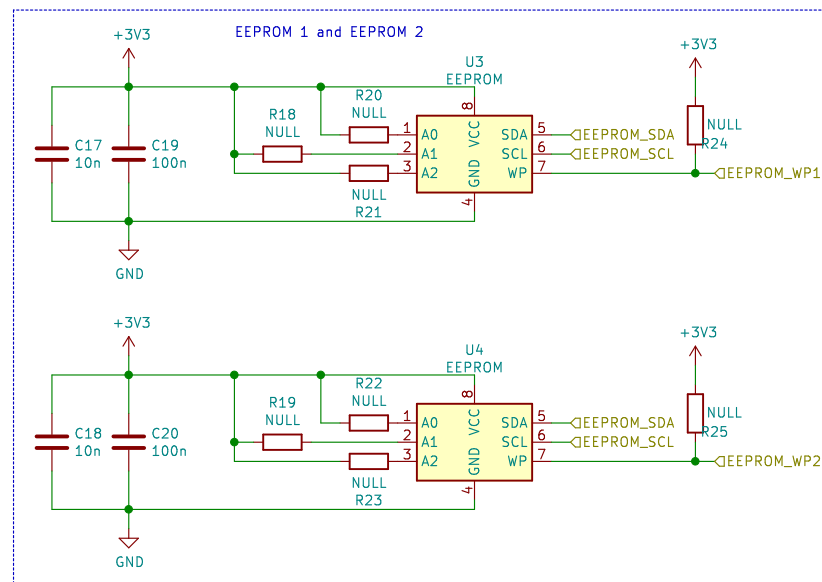 EEPROM 1 and EEPROM 2
+3V3
+3V3
U3
EEPROM
R20
NULL
R18
NULL
NULL
R21
C17
10n
C19
100n
8
VCC
1 A0
2 A1
3 A2
GND
4
SDA 5
SCL 6
WP 7
EEPROM_SDA
EEPROM_SCL
EEPROM_WP1
NULL
R24
GND
+3V3
+3V3
U4
EEPROM
R22
NULL
R19
NULL
NULL
R23
C18
10n
C20
100n
8
VCC
1 A0
2 A1
3 A2
GND
4
SDA 5
SCL 6
WP 7
EEPROM_SDA
EEPROM_SCL
EEPROM_WP2
NULL
R25
GND